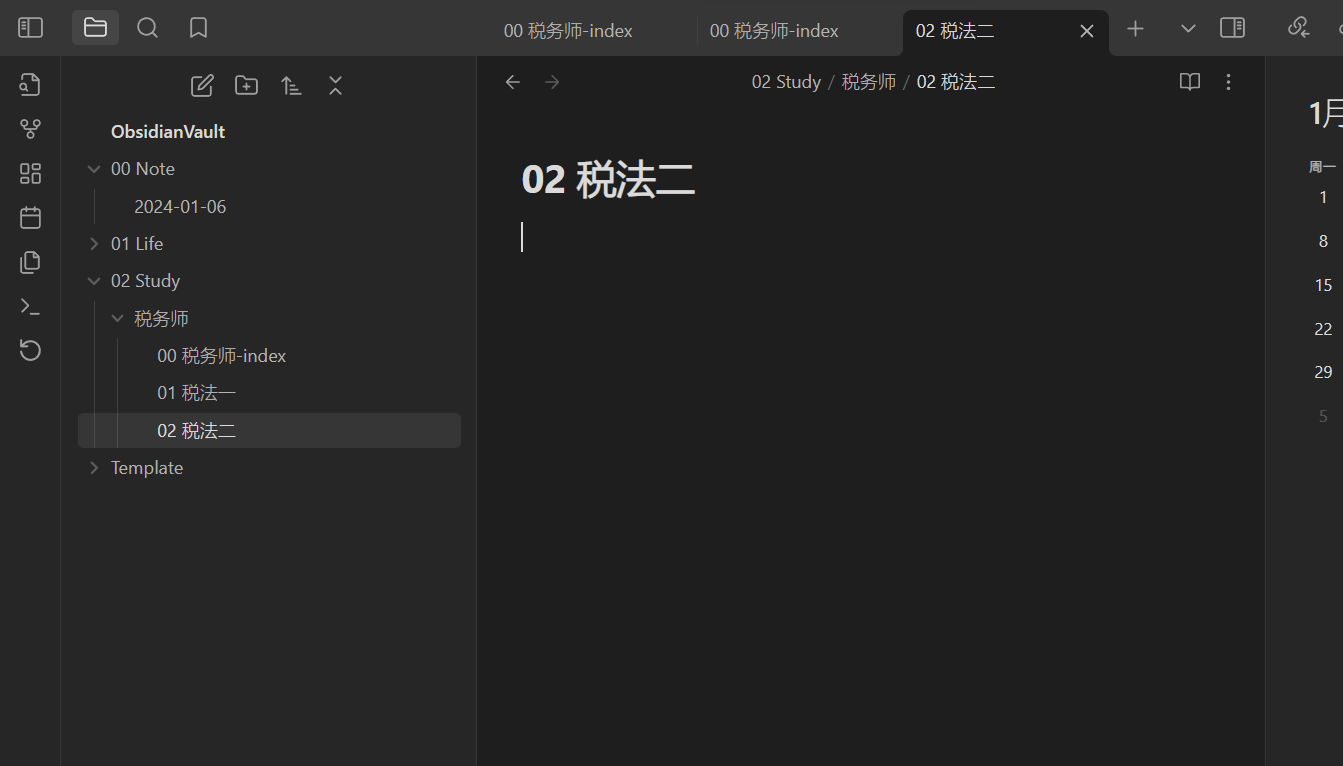 00 税务师-index
00 税务师-index
02 税法二
02 Study / 税务师 / 02 税法二
ObsidianVault
00 Note
2024-01-06
01 Life
02 Study
税务师
00 税务师-index
01 税法一
02 税法二
Template
02 税法二
1月
周一
1
8
15
22
29
5